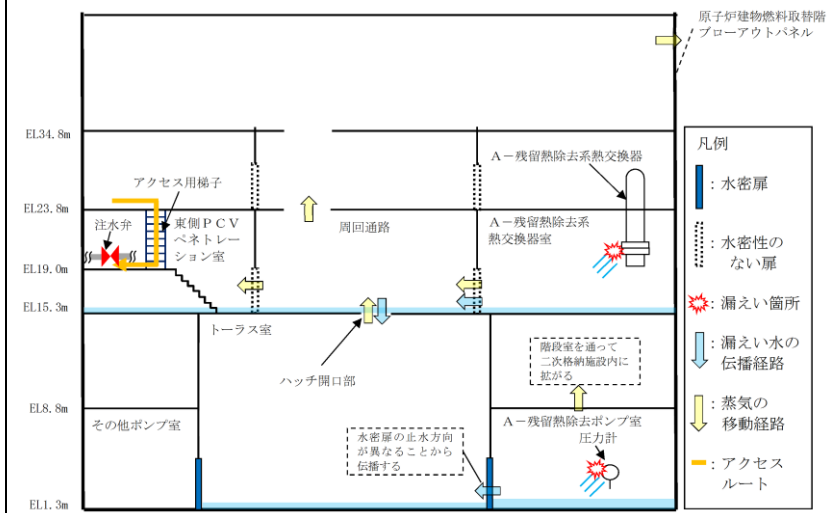 原子炉建物燃料取替階
ブローアウトパネル
EL34.8m
A－残留熱除去系熱交換器
アクセス用梯子
EL23.8m
注水弁
東側PCV
ペネトレー
ション室
周回通路
A－残留熱除去系
熱交換器室
EL19.0m
EL15.3m
トーラス室
ハッチ開口部
階段室を通って
二次格納施設内に
拡がる
EL8.8m
その他ポンプ室
A－残留熱除去ポンプ室
圧力計
水密扉の止水方向
が異なることから
伝播する
EL1.3m
凡例
：水密扉
：水密性の
ない扉
：漏えい箇所
：漏えい水の
伝播経路
：蒸気の
移動経路
：アクセス
ルート